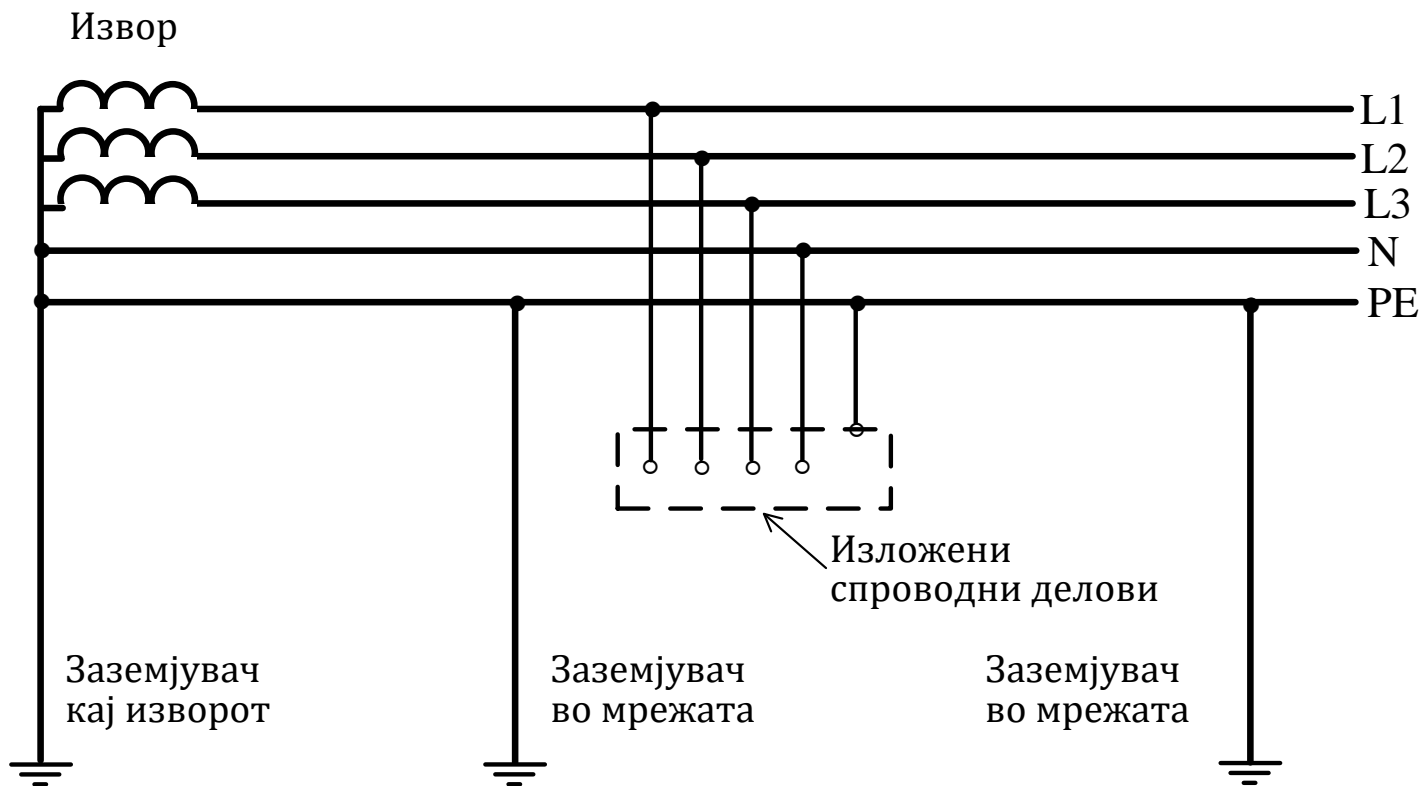 Извор
L1
L2
L3
N
PE
Изложени
спроводни делови
Заземјувач
кај изворот
Заземјувач
во мрежата
Заземјувач
во мрежата